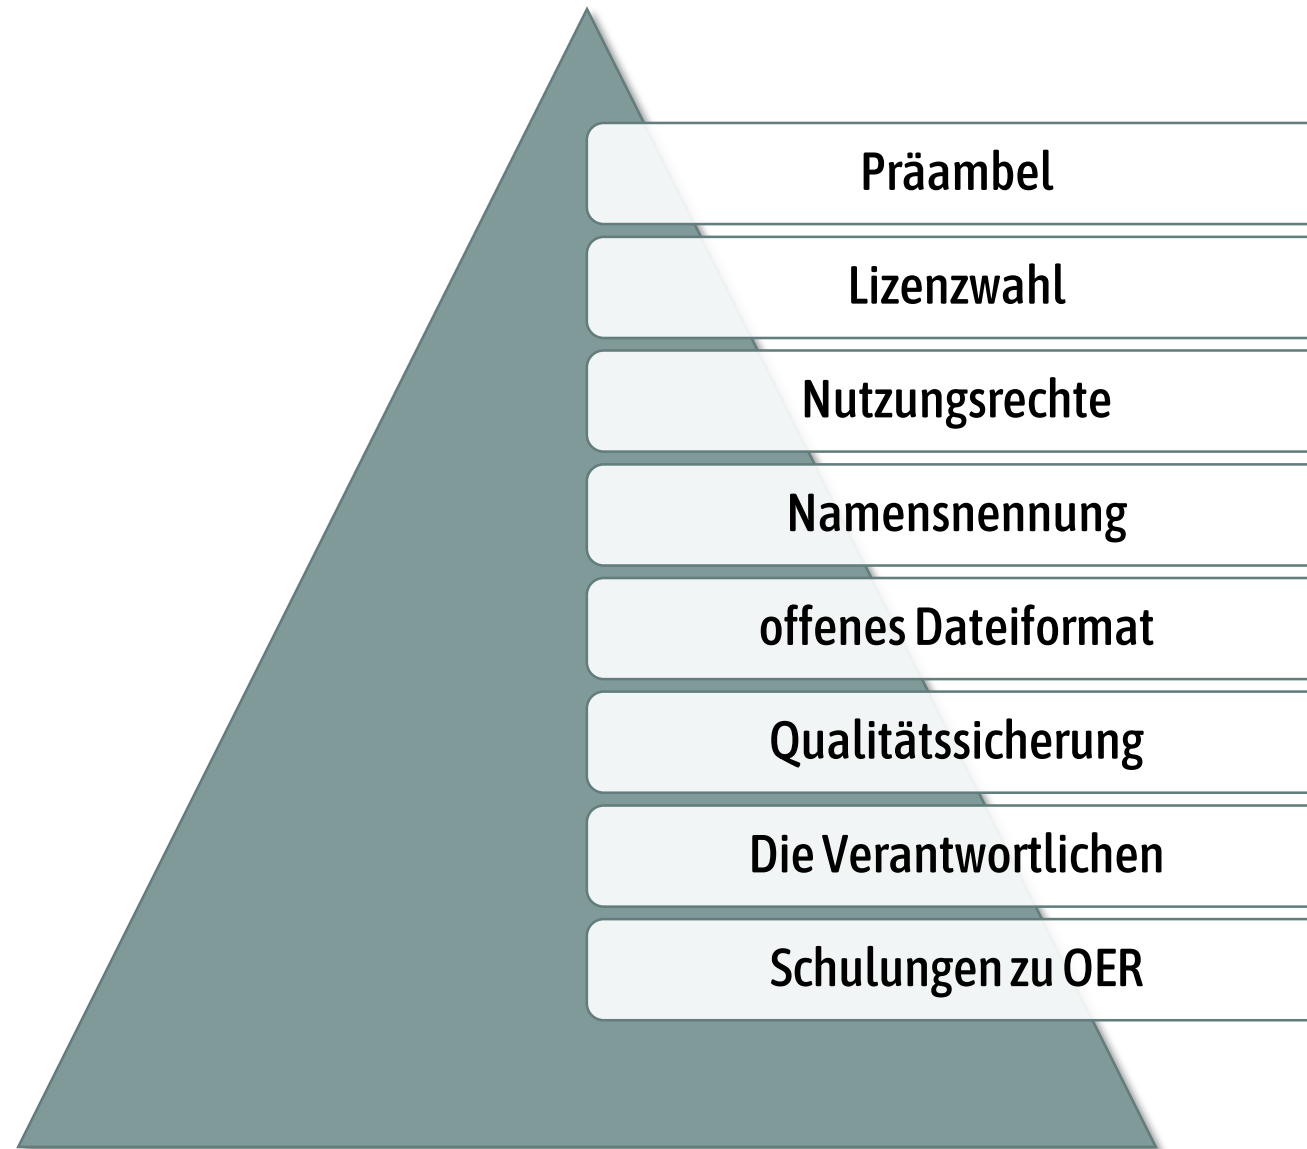 Präambel
Lizenzwahl
Nutzungsrechte
Namensnennung
offenes Dateiformat
Qualitätssicherung
Die Verantwortlichen
Schulungen zu OER